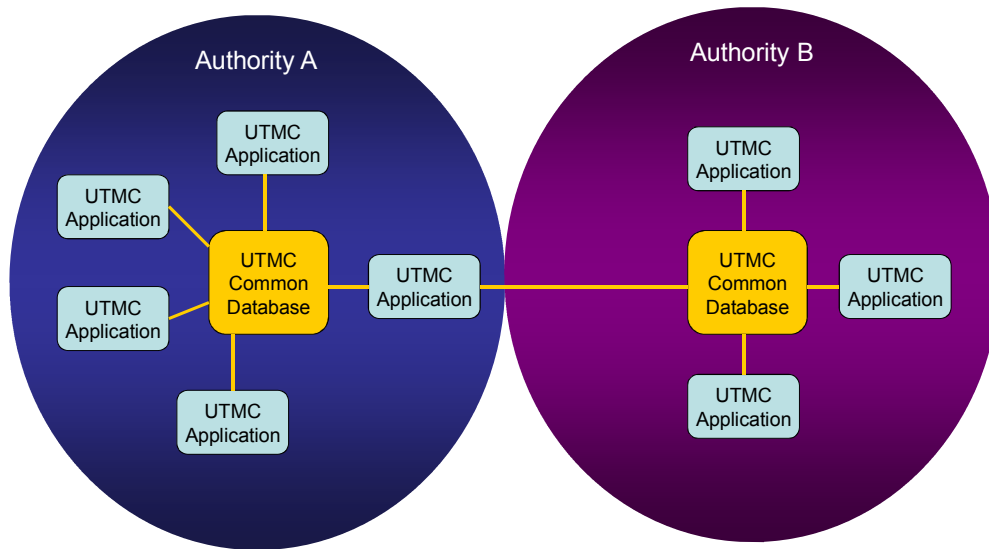 Authority A
Authority B
UTMC
Application
UTMC
Application
UTMC
Application
UTMC
Application
UTMC
Application
UTMC
Common
Database
UTMC
Application
UTMC
Application
UTMC
Common
Database
UTMC
Application
UTMC
Application